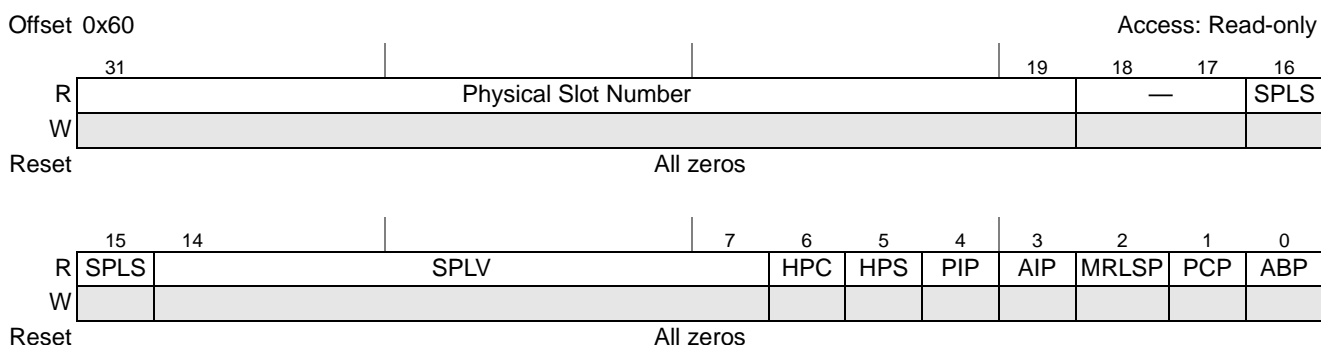 Offset 0x60 Access: Read-only
31 19 18 17 16
R Physical Slot Number — SPLS
W
Reset All zeros
15 14 7 6 5 4 3 2 1 0
R SPLS SPLV HPC HPS PIP AIP MRLSP PCP ABP
W
Reset All zeros